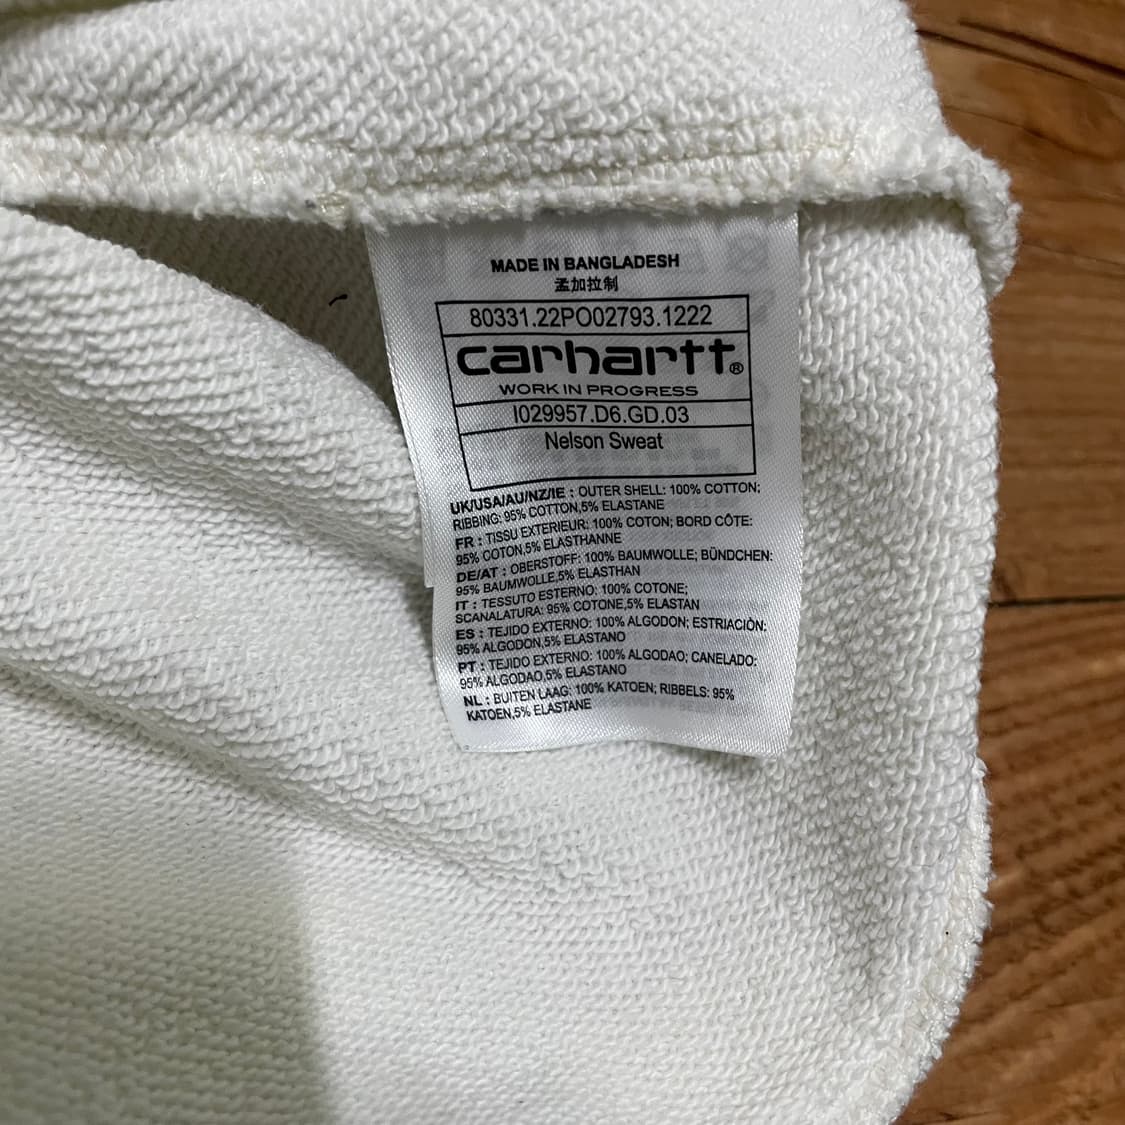 MADE IN BANGLADESH
孟加拉制
80331.22PO02793.1222
carhartt®
WORK IN PROGRESS
I029957.D6.GD.03
Nelson Sweat
UK/USA/AU/NZ/IE : OUTER SHELL: 100% COTTON;
RIBBING: 95% COTTON,5% ELASTANE
FR : TISSU EXTERIEUR: 100% COTON; BORD CÔTE:
95% COTON,5% ELASTHANNE
DE/AT : OBERSTOFF: 100% BAUMWOLLE; BÜNDCHEN:
95% BAUMWOLLE,5% ELASTHAN
IT : TESSUTO ESTERNO: 100% COTONE;
SCANALATURA: 95% COTONE,5% ELASTAN
ES : TEJIDO EXTERNO: 100% ALGODON; ESTRIACIÒN:
95% ALGODON,5% ELASTANO
PT : TEJIDO EXTERNO: 100% ALGODAO; CANELADO:
95% ALGODAO,5% ELASTANO
NL : BUITEN LAAG: 100% KATOEN; RIBBELS: 95%
KATOEN,5% ELASTANE